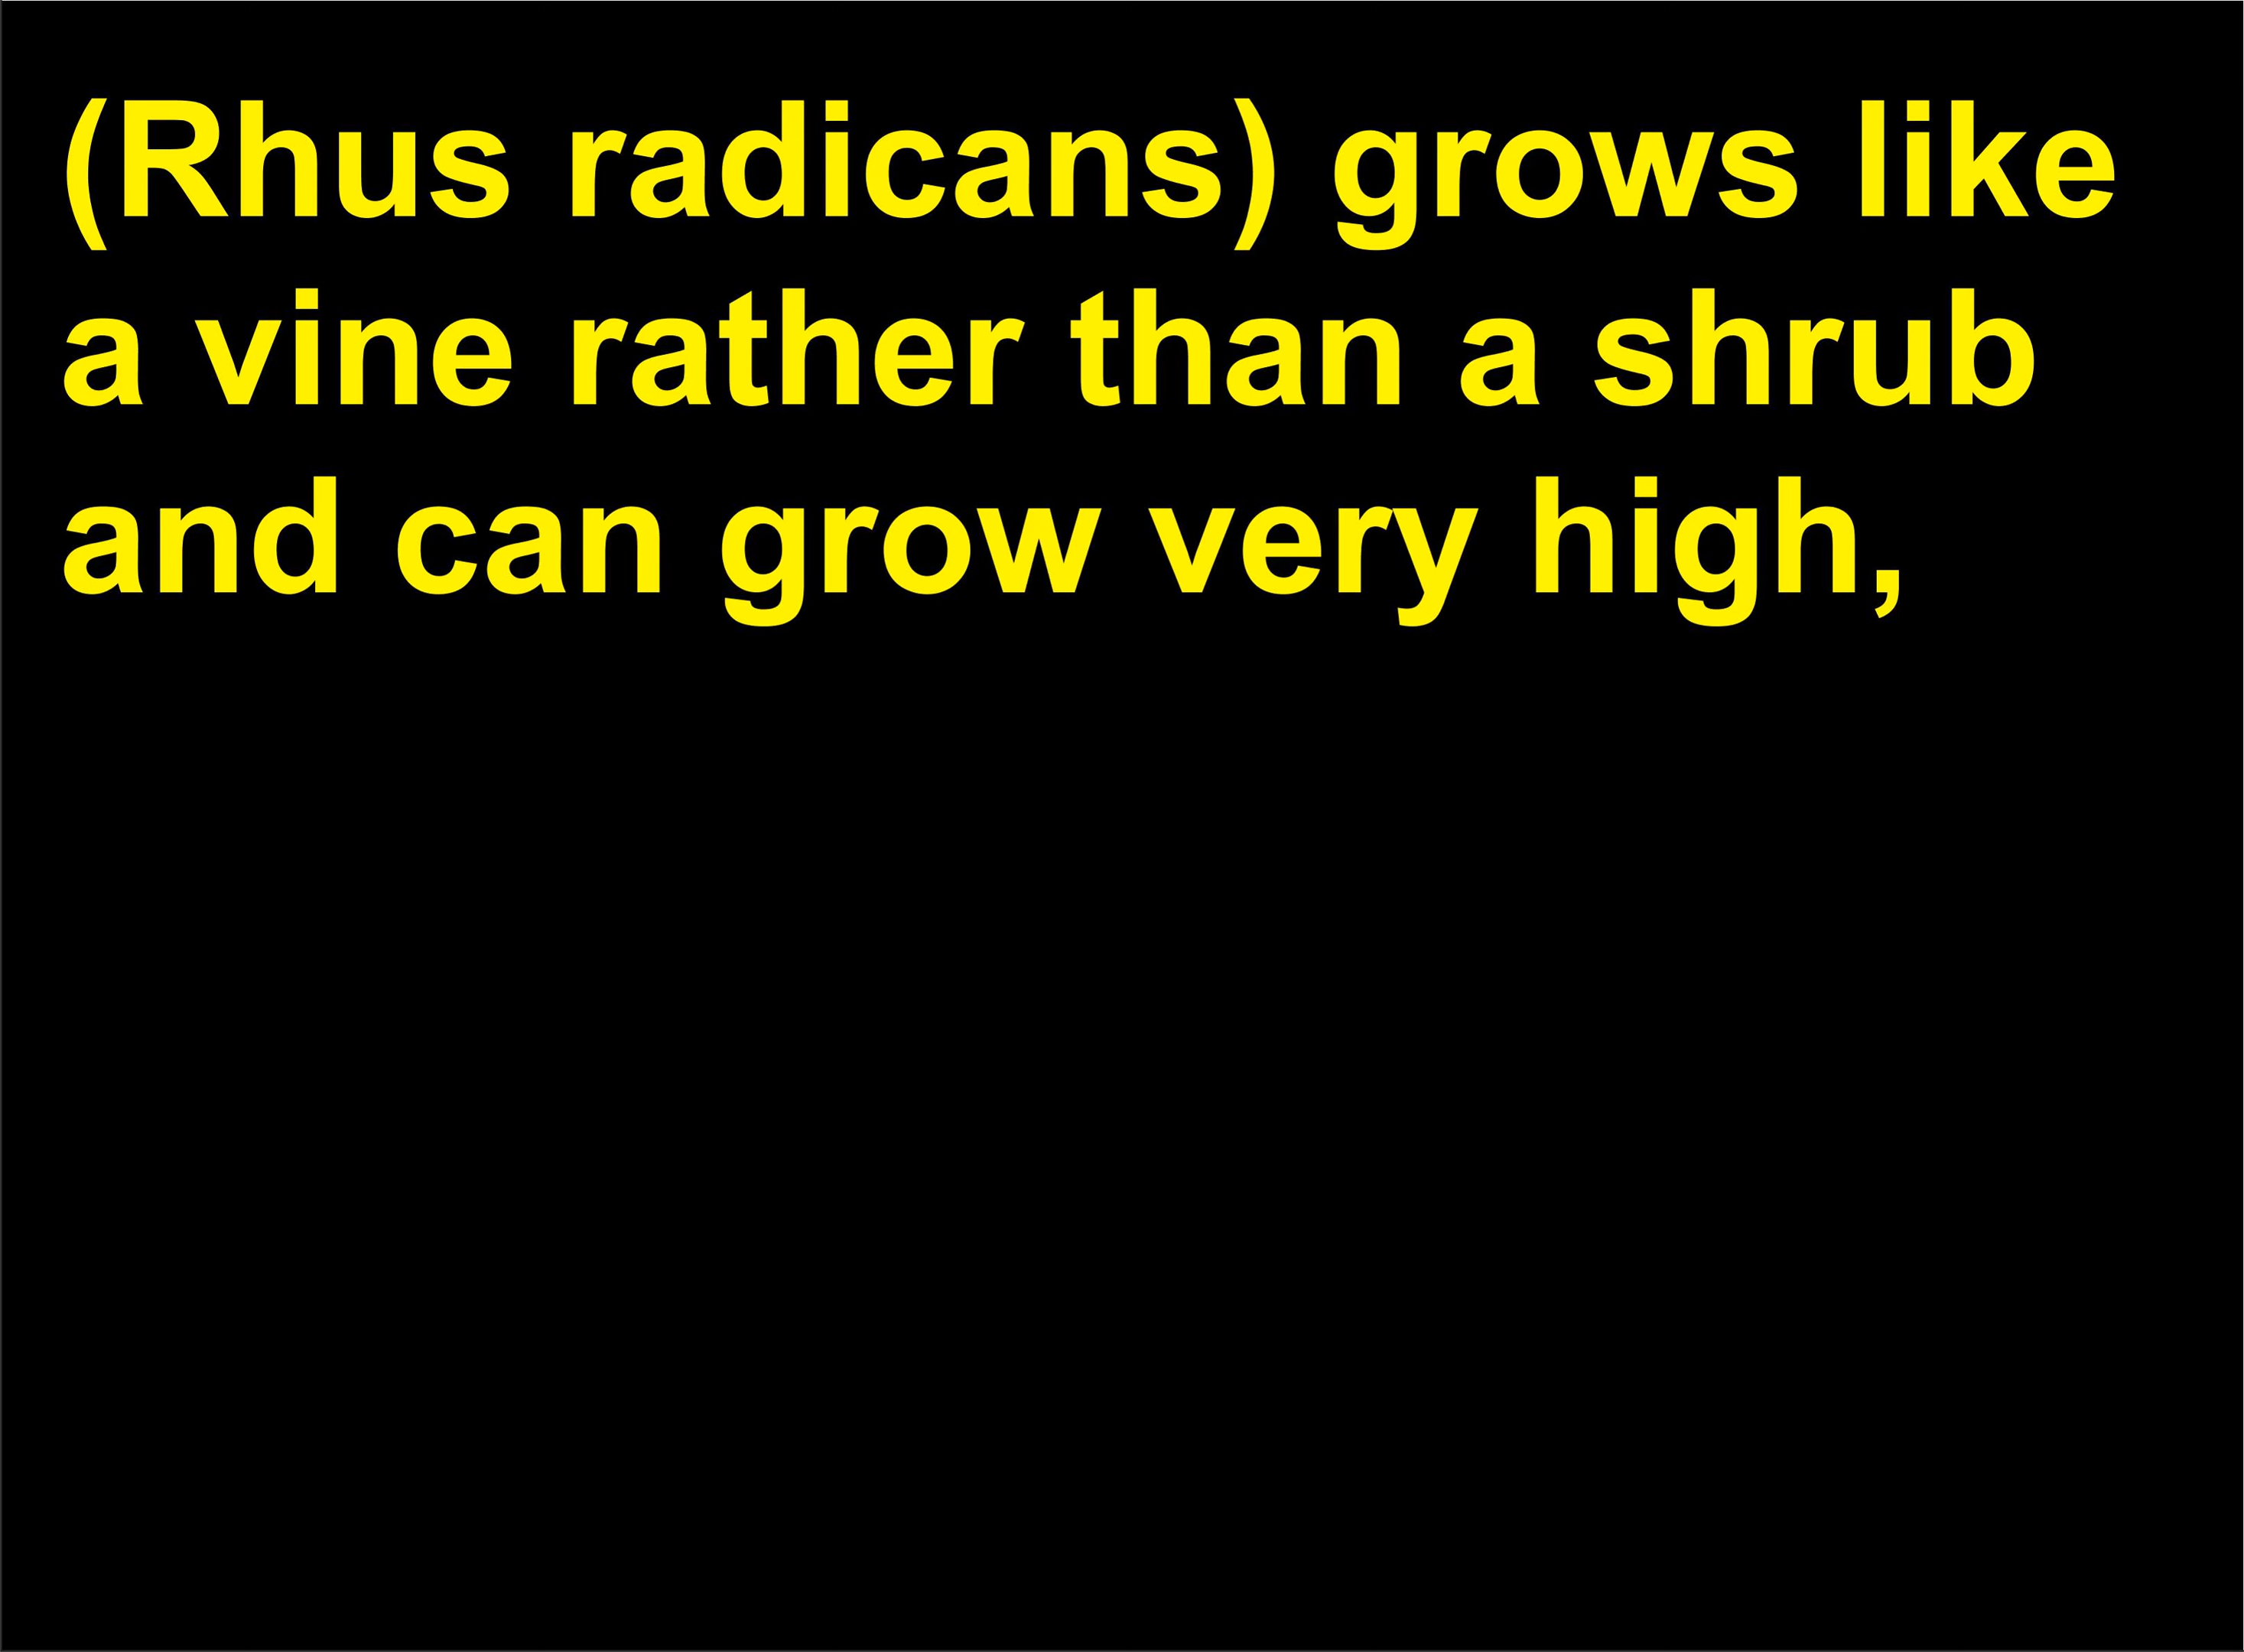 (Rhus radicans) grows like
a vine rather than a shrub
and can grow very high,